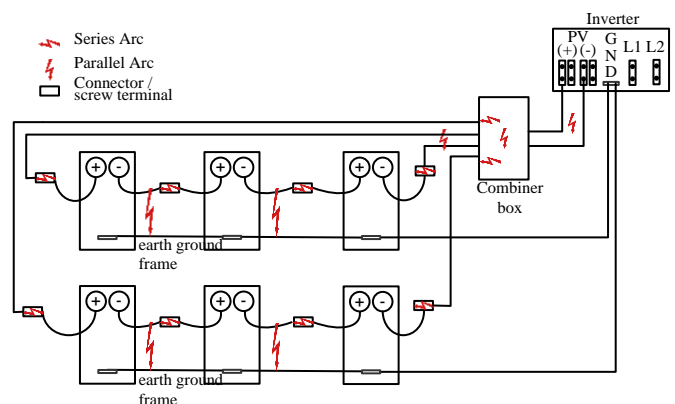 Series Arc
Parallel Arc
Connector /
screw terminal
Inverter
PV
(+) (-)
G
N
D
L1 L2
Combiner
box
+ - + - + -
earth ground
frame
+ - + - + -
earth ground
frame